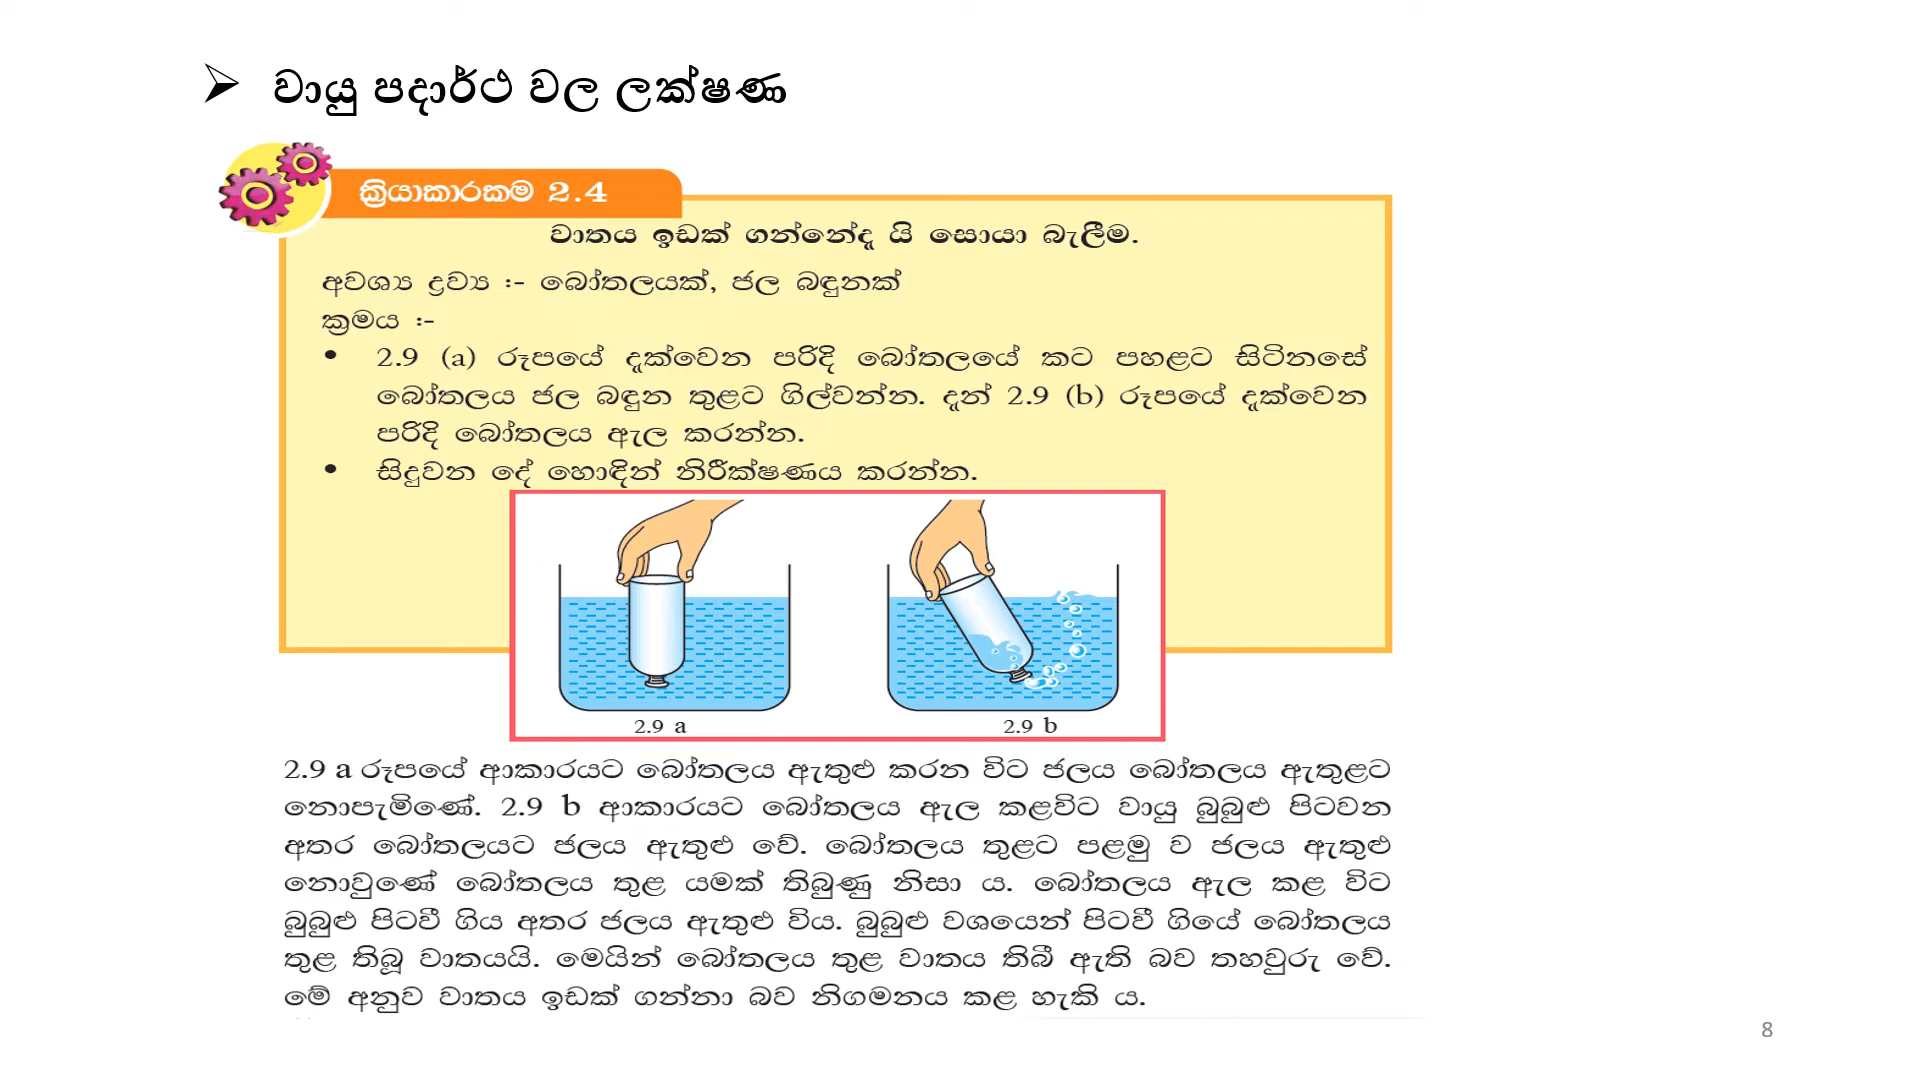 ➢ වායු පදාර්ථ වල ලක්ෂණ
ක්‍රියාකාරකම 2.4
වාතය ඉඩක් ගන්නේදැ යි සොයා බැලීම.
අවශ්‍ය ද්‍රව්‍ය :- බෝතලයක්, ජල බඳුනක්
ක්‍රමය :-
• 2.9 (a) රූපයේ දැක්වෙන පරිදි බෝතලයේ කට පහළට සිටිනසේ
බෝතලය ජල බඳුන තුළට ගිල්වන්න. දැන් 2.9 (b) රූපයේ දැක්වෙන
පරිදි බෝතලය ඇල කරන්න.
• සිදුවන දේ හොඳින් නිරීක්ෂණය කරන්න.
2.9 a
2.9 b
2.9 a රූපයේ ආකාරයට බෝතලය ඇතුළු කරන විට ජලය බෝතලය ඇතුළට
නොපැමිණේ. 2.9 b ආකාරයට බෝතලය ඇල කළවිට වායු බුබුළු පිටවන
අතර බෝතලයට ජලය ඇතුළු වේ. බෝතලය තුළට පළමු ව ජලය ඇතුළු
නොවුණේ බෝතලය තුළ යමක් තිබුණු නිසා ය. බෝතලය ඇල කළ විට
බුබුළු පිටවී ගිය අතර ජලය ඇතුළු විය. බුබුළු වශයෙන් පිටවී ගියේ බෝතලය
තුළ තිබූ වාතයයි. මෙයින් බෝතලය තුළ වාතය තිබී ඇති බව තහවුරු වේ.
මේ අනුව වාතය ඉඩක් ගන්නා බව නිගමනය කළ හැකි ය.
8